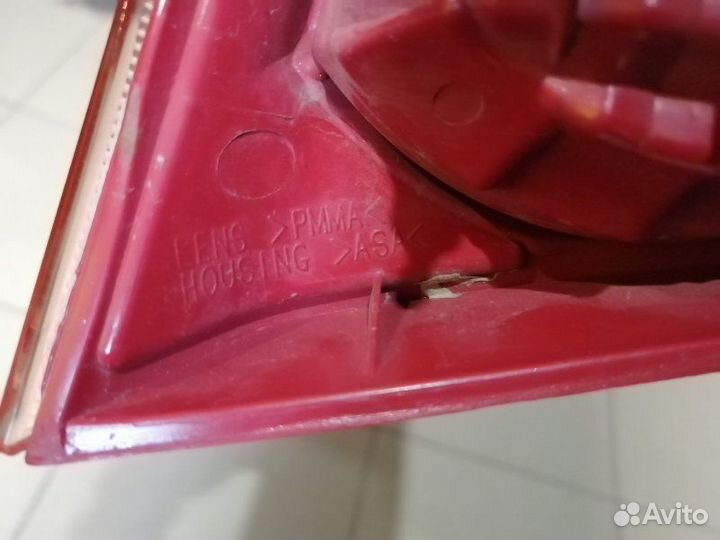 LENS >PMMA<
HOUSING >ASA<
Avito